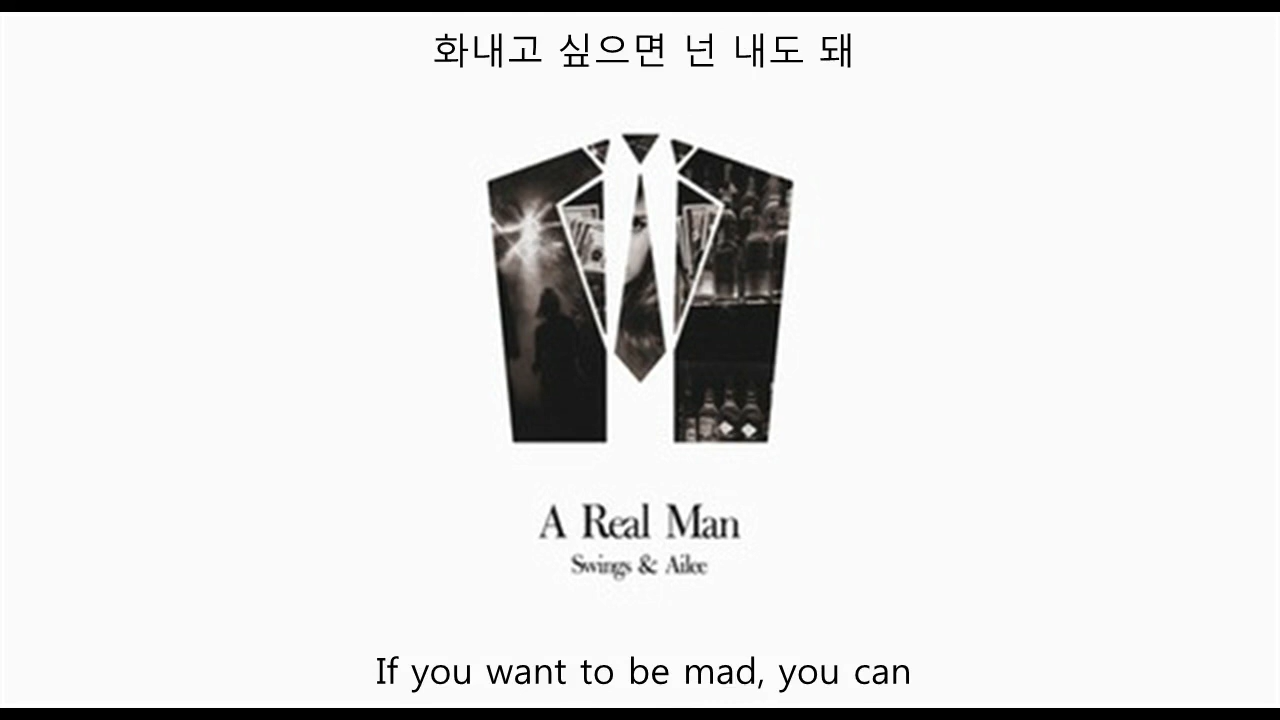 화내고 싶으면 넌 내도 돼
A Real Man
Swings & Ailee
If you want to be mad, you can